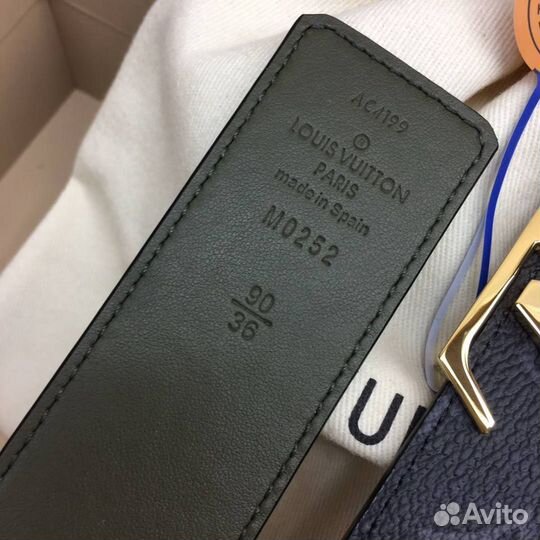 AC4199
®
LOUIS VUITTON
PARIS
made in Spain
M0252
90
36
U
Avito